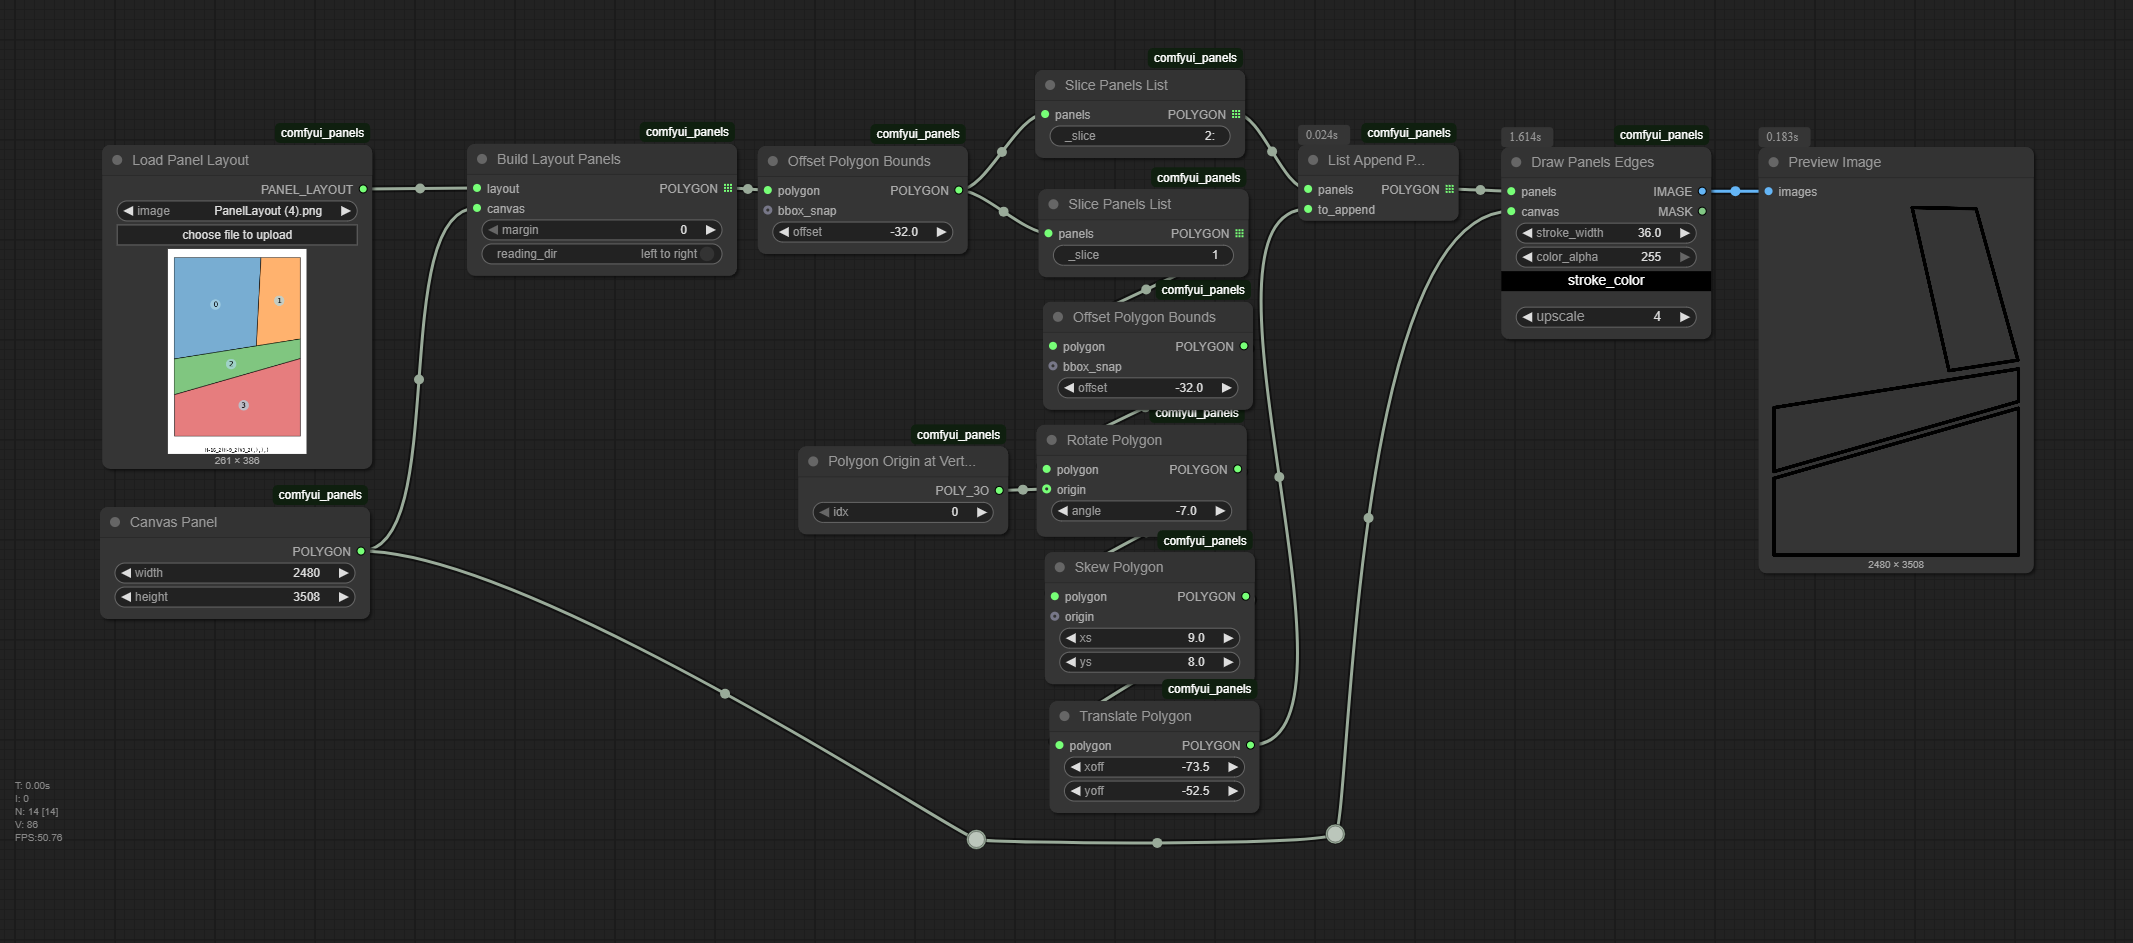 comfyui_panels
Load Panel Layout
PANEL_LAYOUT
image PanelLayout (4).png
choose file to upload
0
1
2
3
261 × 386
comfyui_panels
Canvas Panel
POLYGON
width 2480
height 3508
comfyui_panels
Build Layout Panels
layout POLYGON
canvas
margin 0
reading_dir left to right
comfyui_panels
Offset Polygon Bounds
polygon POLYGON
bbox_snap
offset -32.0
comfyui_panels
Slice Panels List
panels POLYGON
_slice 2:
comfyui_panels
Slice Panels List
panels POLYGON
_slice 1
comfyui_panels
Offset Polygon Bounds
polygon POLYGON
bbox_snap
offset -32.0
comfyui_panels
Polygon Origin at Vert...
POLY_3O
idx 0
comfyui_panels
Rotate Polygon
polygon POLYGON
origin
angle -7.0
comfyui_panels
Skew Polygon
polygon POLYGON
origin
xs 9.0
ys 8.0
comfyui_panels
Translate Polygon
polygon POLYGON
xoff -73.5
yoff -52.5
0.024s
comfyui_panels
List Append P...
panels POLYGON
to_append
1.614s
comfyui_panels
Draw Panels Edges
panels IMAGE
canvas MASK
stroke_width 36.0
color_alpha 255
stroke_color
upscale 4
0.183s
Preview Image
images
2480 × 3508
T: 0.00s
I: 0
N: 14 [14]
V: 86
FPS:50.76